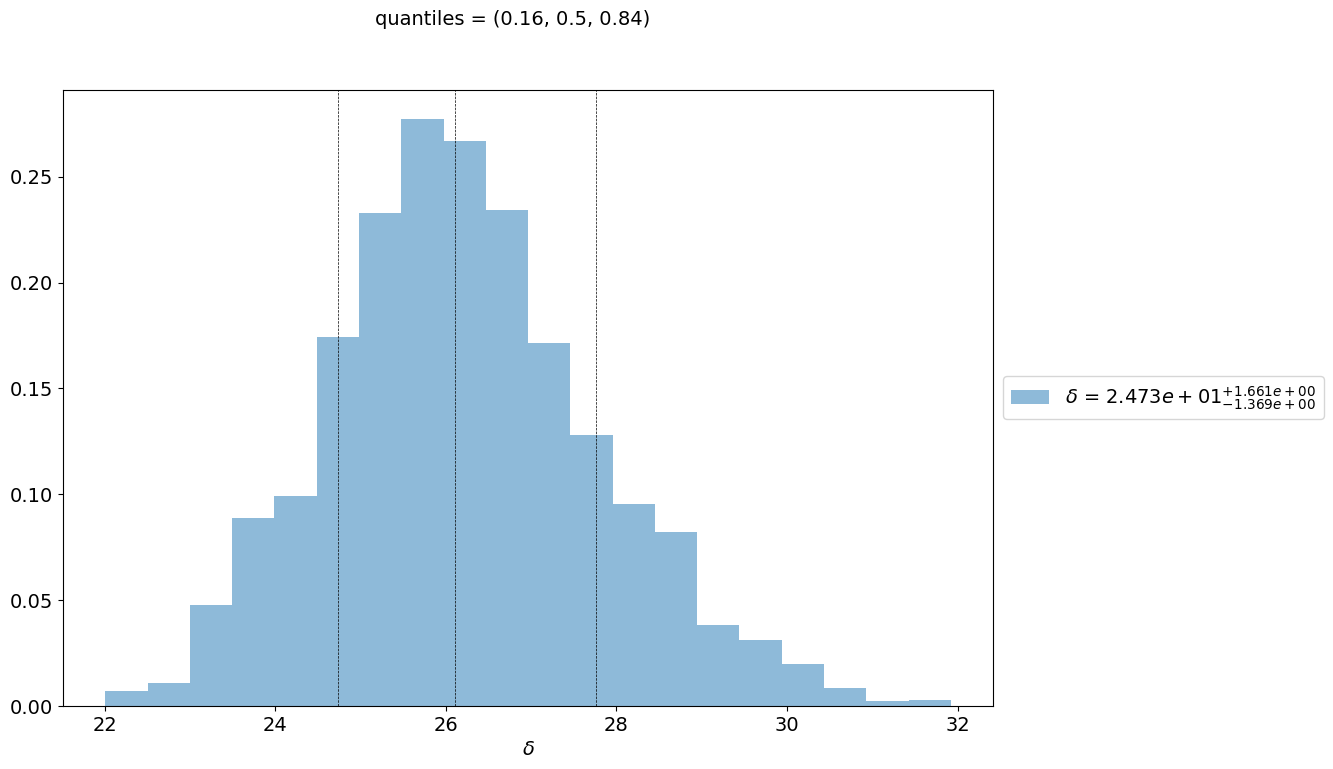 quantiles = (0.16, 0.5, 0.84)
0.25
0.20
0.15
0.10
0.05
0.00
22 24 26 28 30 32
δ
δ = 2.473e + 01 +1.661e+00 −1.369e+00